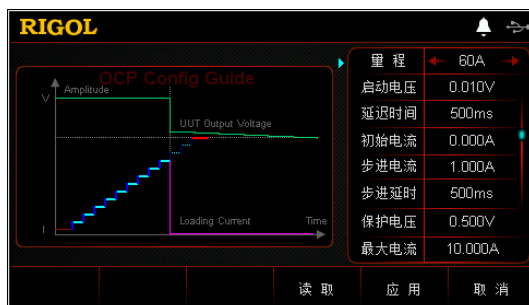 RIGOL
OCP Config Guide
Amplitude
V
UUT Output Voltage
Loading Current
Time
I
量程 60A
启动电压 0.010V
延迟时间 500ms
初始电流 0.000A
步进电流 1.000A
步进延时 500ms
保护电压 0.500V
最大电流 10.000A
读取 应用 取消